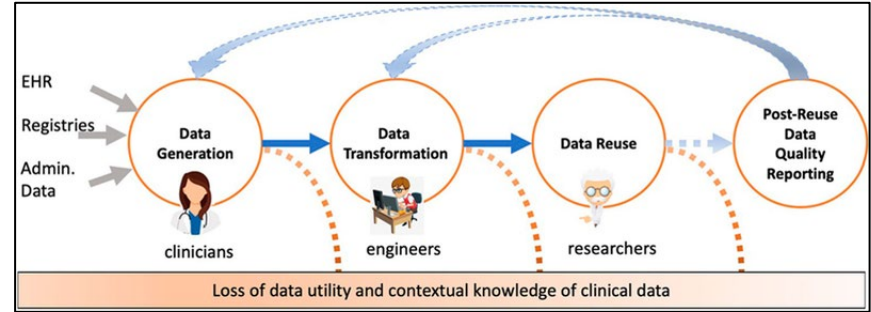 EHR
Registries
Admin.
Data
Data
Generation
clinicians
Data
Transformation
engineers
Data Reuse
researchers
Post-Reuse
Data
Quality
Reporting
Loss of data utility and contextual knowledge of clinical data